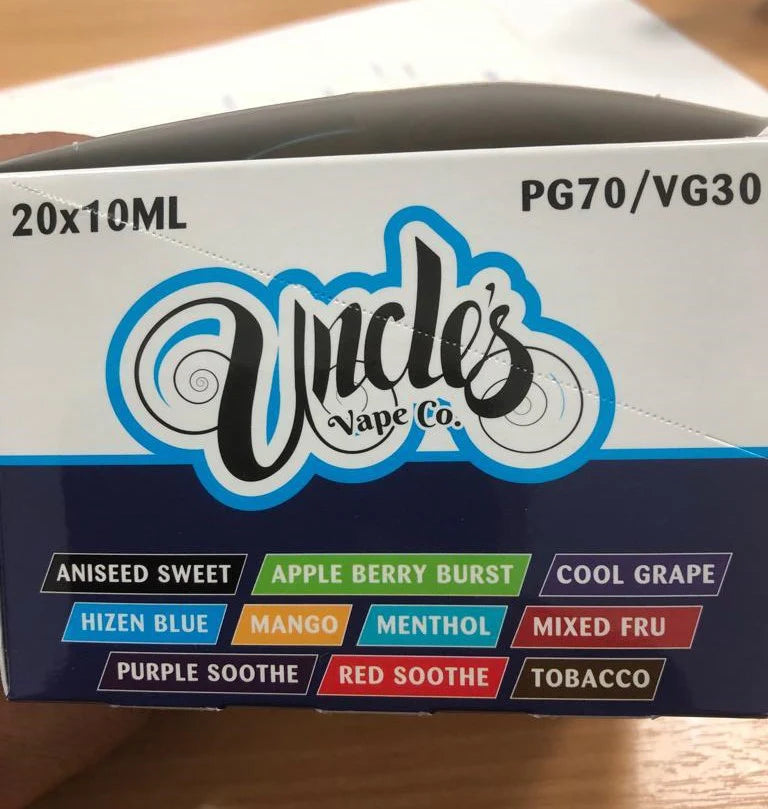 20x10ML PG70/VG30
Uncle's
Vape Co.
ANISEED SWEET APPLE BERRY BURST COOL GRAPE
HIZEN BLUE MANGO MENTHOL MIXED FRU
PURPLE SOOTHE RED SOOTHE TOBACCO